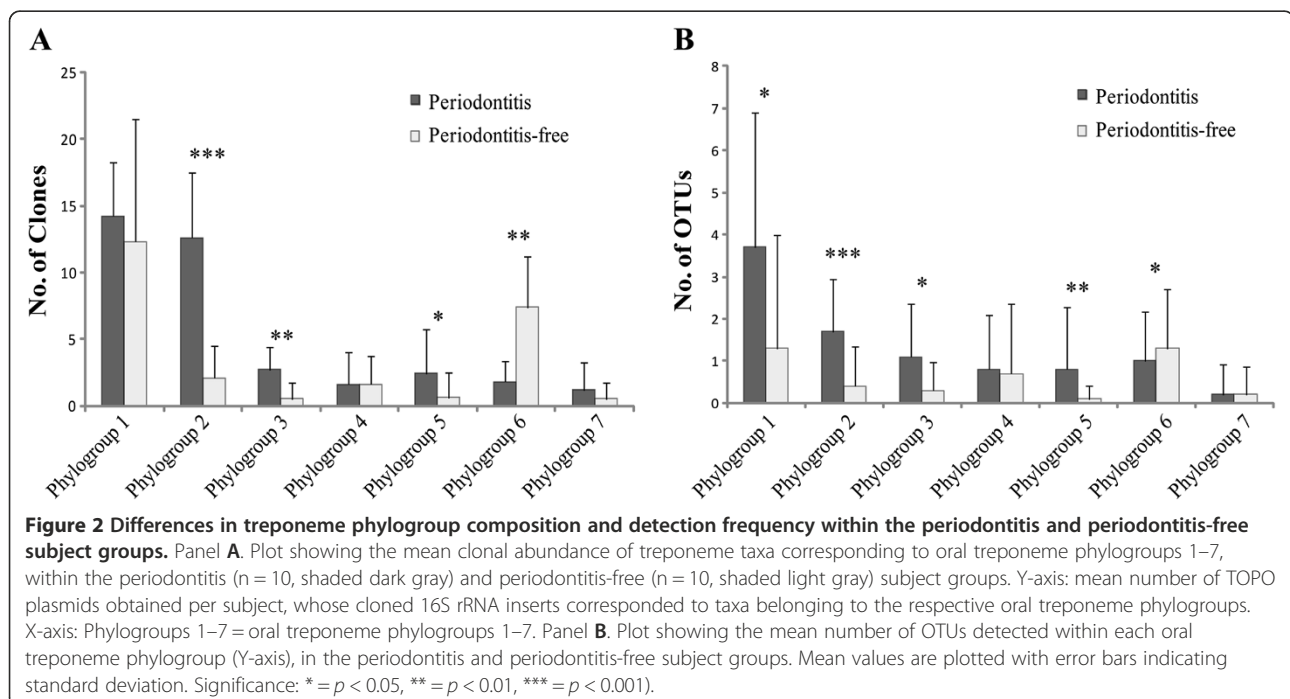 A
25
20
15
10
5
0
No. of Clones
Periodontitis
Periodontitis-free
***
**
*
**
Phylogroup 1
Phylogroup 2
Phylogroup 3
Phylogroup 4
Phylogroup 5
Phylogroup 6
Phylogroup 7
B
8
7
6
5
4
3
2
1
0
No. of OTUs
Periodontitis
Periodontitis-free
*
***
*
**
*
Phylogroup 1
Phylogroup 2
Phylogroup 3
Phylogroup 4
Phylogroup 5
Phylogroup 6
Phylogroup 7
Figure 2 Differences in treponeme phylogroup composition and detection frequency within the periodontitis and periodontitis-free
subject groups. Panel A. Plot showing the mean clonal abundance of treponeme taxa corresponding to oral treponeme phylogroups 1–7,
within the periodontitis (n = 10, shaded dark gray) and periodontitis-free (n = 10, shaded light gray) subject groups. Y-axis: mean number of TOPO
plasmids obtained per subject, whose cloned 16S rRNA inserts corresponded to taxa belonging to the respective oral treponeme phylogroups.
X-axis: Phylogroups 1–7 = oral treponeme phylogroups 1–7. Panel B. Plot showing the mean number of OTUs detected within each oral
treponeme phylogroup (Y-axis), in the periodontitis and periodontitis-free subject groups. Mean values are plotted with error bars indicating
standard deviation. Significance: * = p < 0.05, ** = p < 0.01, *** = p < 0.001).